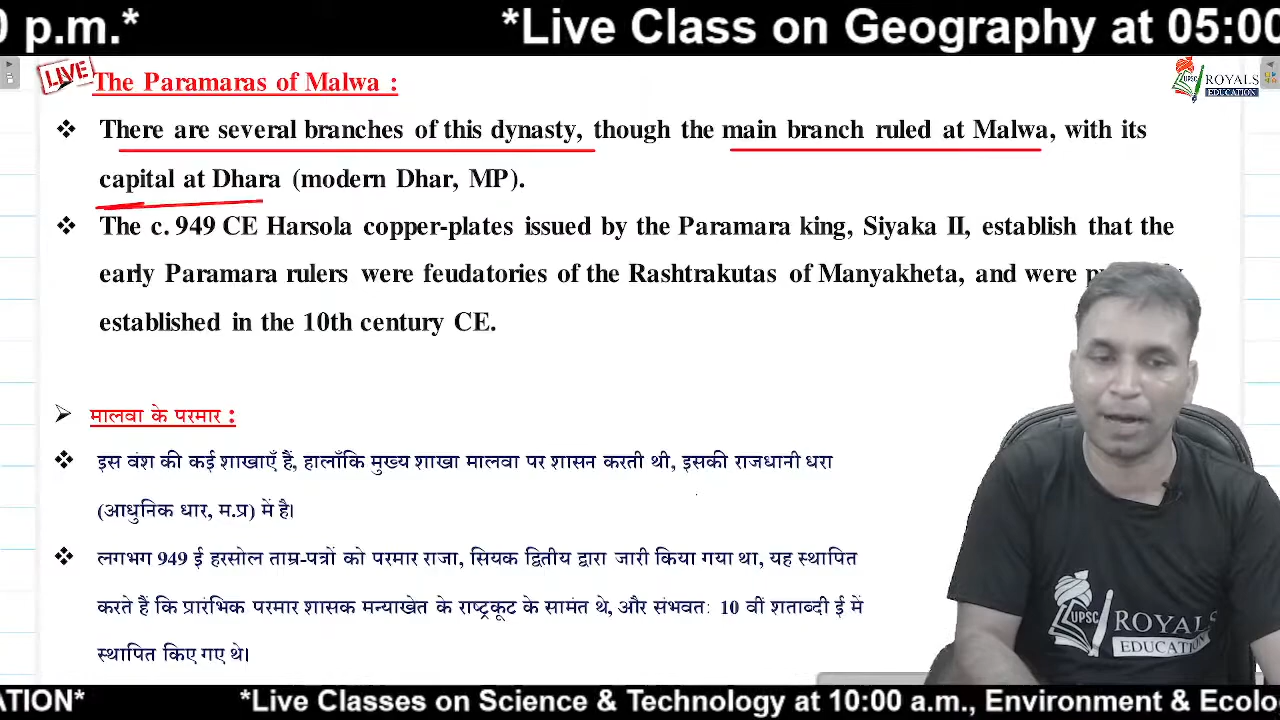 0 p.m.* *Live Class on Geography at 05:00
LIVE
The Paramaras of Malwa :
UPSC ROYALS EDUCATION
❖ There are several branches of this dynasty, though the main branch ruled at Malwa, with its
capital at Dhara (modern Dhar, MP).
❖ The c. 949 CE Harsola copper-plates issued by the Paramara king, Siyaka II, establish that the
early Paramara rulers were feudatories of the Rashtrakutas of Manyakheta, and were
established in the 10th century CE.
➢ मालवा के परमार :
❖ इस वंश की कई शाखाएँ हैं, हालाँकि मुख्य शाखा मालवा पर शासन करती थी, इसकी राजधानी धरा
(आधुनिक धार, म.प्र) में है।
❖ लगभग 949 ई हरसोल ताम्र-पत्रों को परमार राजा, सियक द्वितीय द्वारा जारी किया गया था, यह स्थापित
करते हैं कि प्रारंभिक परमार शासक मन्याखेत के राष्ट्रकूट के सामंत थे, और संभवतः 10 वीं शताब्दी ई में
स्थापित किए गए थे।
UPSC ROYALS
EDUCATION
ATION* *Live Classes on Science & Technology at 10:00 a.m., Environment & Ecolo